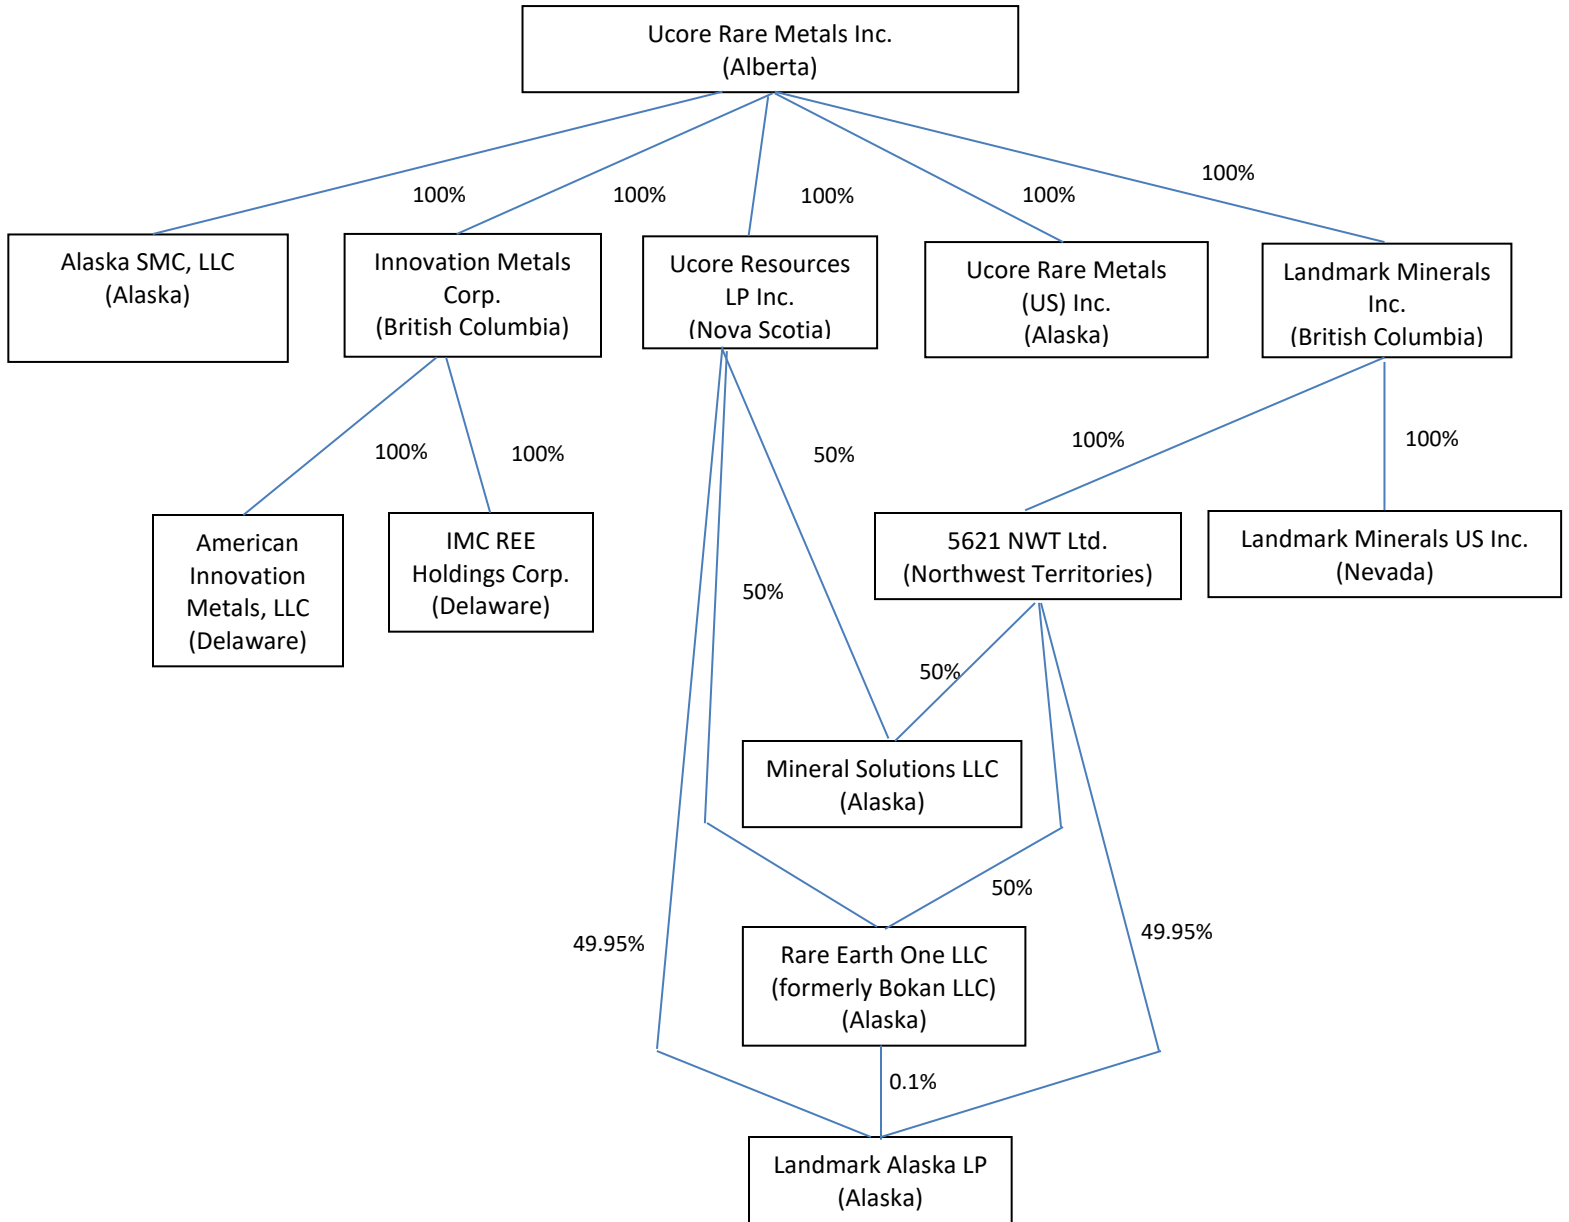 Ucore Rare Metals Inc.
(Alberta)
100%
100%
100%
100%
100%
Alaska SMC, LLC
(Alaska)
Innovation Metals
Corp.
(British Columbia)
Ucore Resources
LP Inc.
(Nova Scotia)
Ucore Rare Metals
(US) Inc.
(Alaska)
Landmark Minerals
Inc.
(British Columbia)
100%
100%
50%
100%
100%
American
Innovation
Metals, LLC
(Delaware)
IMC REE
Holdings Corp.
(Delaware)
5621 NWT Ltd.
(Northwest Territories)
Landmark Minerals US Inc.
(Nevada)
50%
50%
Mineral Solutions LLC
(Alaska)
50%
49.95%
49.95%
Rare Earth One LLC
(formerly Bokan LLC)
(Alaska)
0.1%
Landmark Alaska LP
(Alaska)